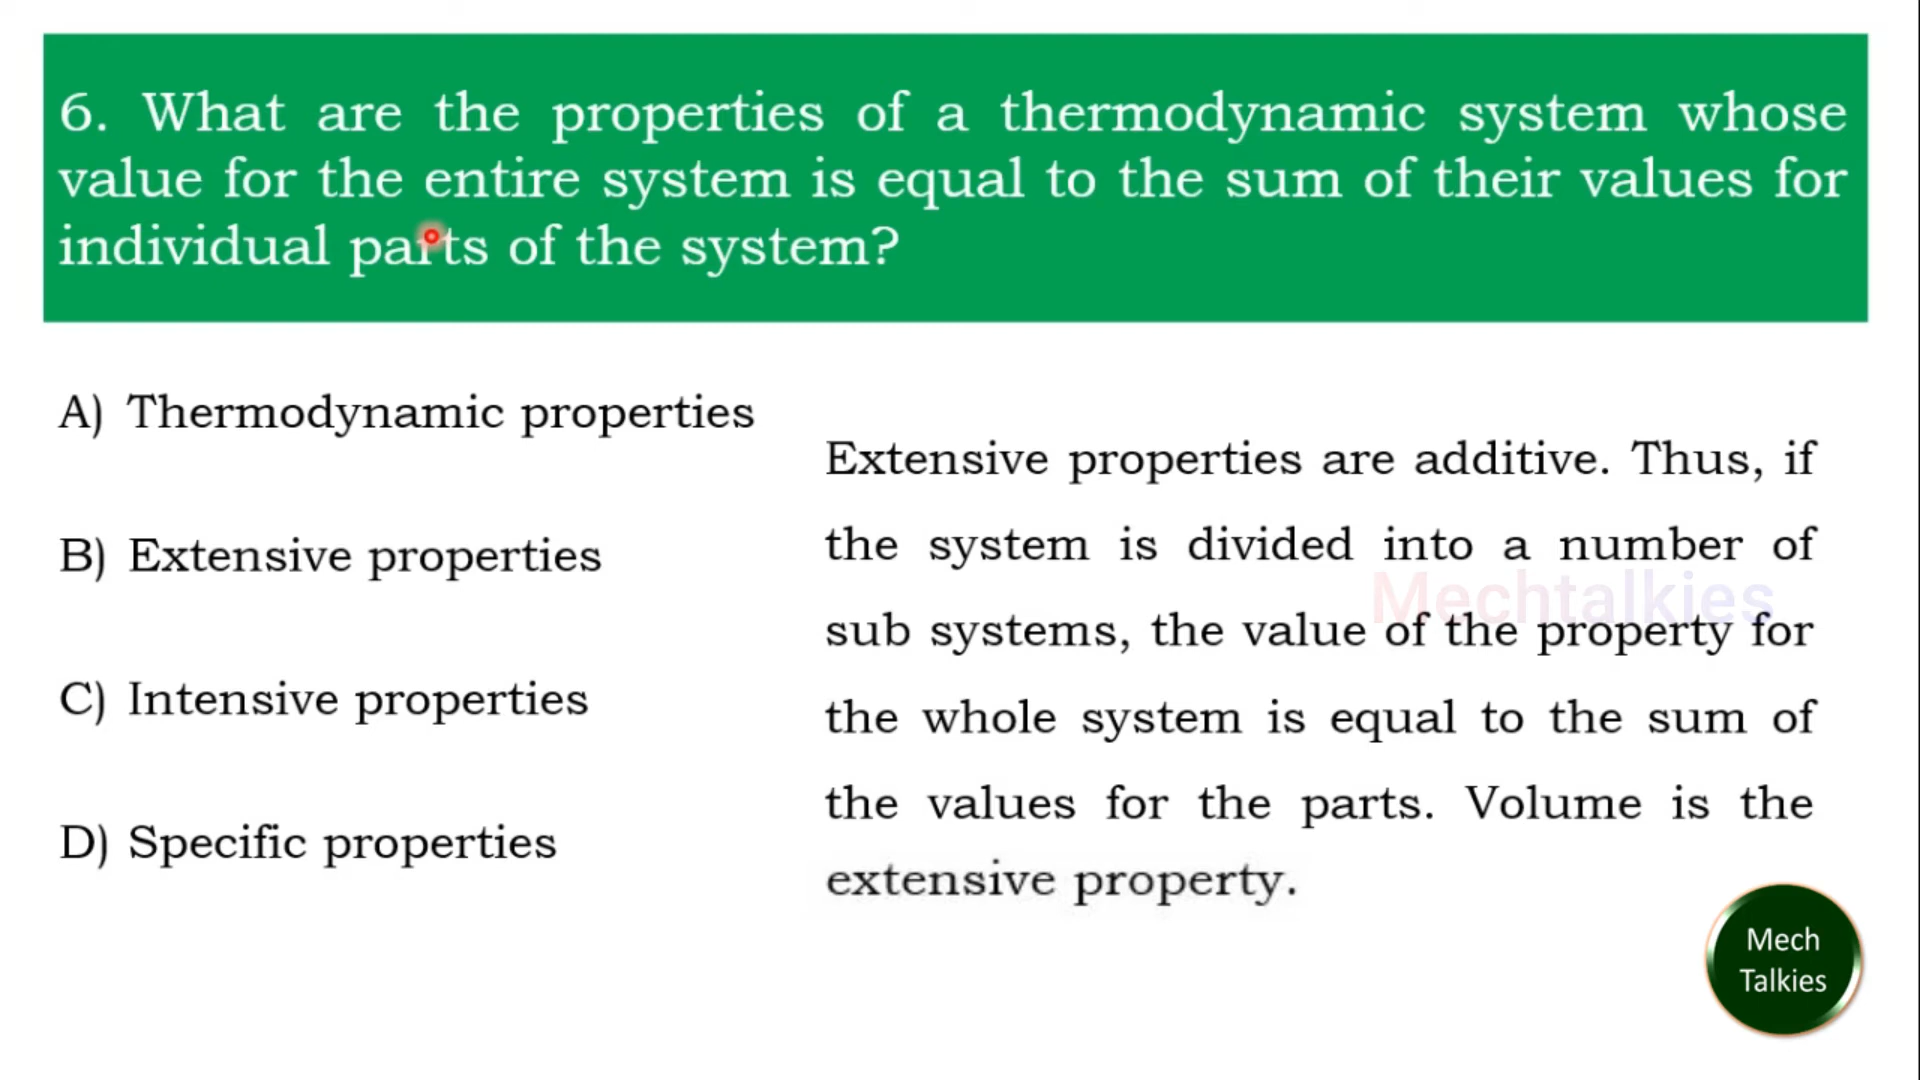 6. What are the properties of a thermodynamic system whose
value for the entire system is equal to the sum of their values for
individual parts of the system?
A) Thermodynamic properties
B) Extensive properties
C) Intensive properties
D) Specific properties
Extensive properties are additive. Thus, if
the system is divided into a number of
sub systems, the value of the property for
the whole system is equal to the sum of
the values for the parts. Volume is the
extensive property.
Mechtalkies
Mech
Talkies